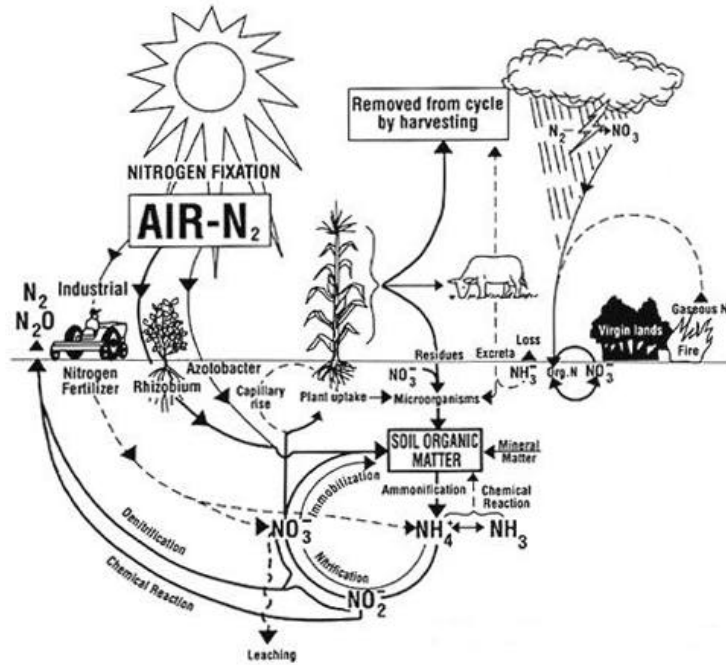 Removed from cycle
by harvesting
N₂
NO₃
NITROGEN FIXATION
AIR-N₂
N₂
N₂O
Industrial
Gaseous N
Virgin lands
Fire
Nitrogen
Fertilizer
Rhizobium
Azotobacter
Capillary
rise
Plant uptake
Residues
NO₃⁻
Microorganisms
Excreta
Loss
NH₃⁻
Org. N
NO₃⁻
SOIL ORGANIC
MATTER
Mineral
Matter
Ammonification
Chemical
Reaction
Immobilization
Nitrification
NO₃⁻
NH₄
NH₃
Denitrification
Chemical Reaction
NO₂⁻
Leaching